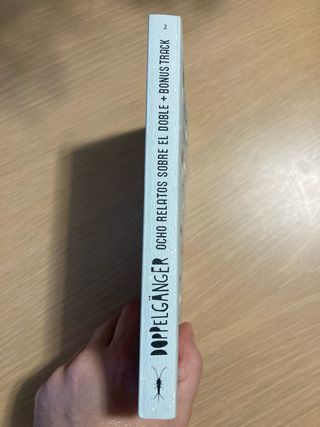 DOPPELGÄNGER OCHO RELATOS SOBRE EL DOBLE + BONUS TRACK
2